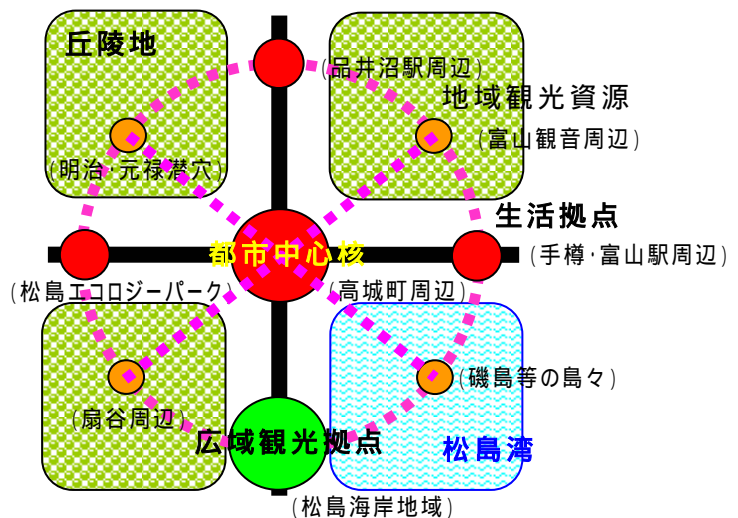 丘陵地
(品井沼駅周辺)
地域観光資源
(富山観音周辺)
(明治・元禄潜穴)
生活拠点
都市中心核
(手樽・富山駅周辺)
(松島エコロジーパーク)
(高城町周辺)
(磯島等の島々)
(扇谷周辺)
広域観光拠点
松島湾
(松島海岸地域)